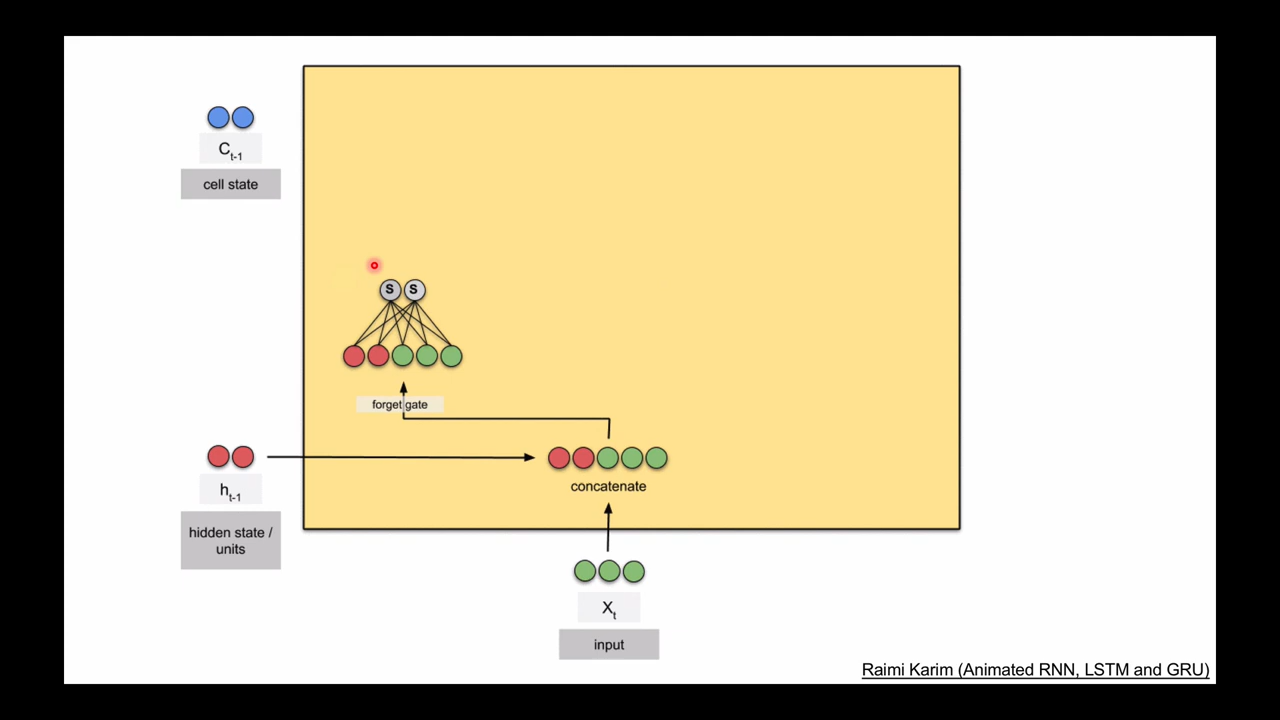 C t-1
cell state
S S
forget gate
h t-1
hidden state /
units
concatenate
X t
input
Raimi Karim (Animated RNN, LSTM and GRU)